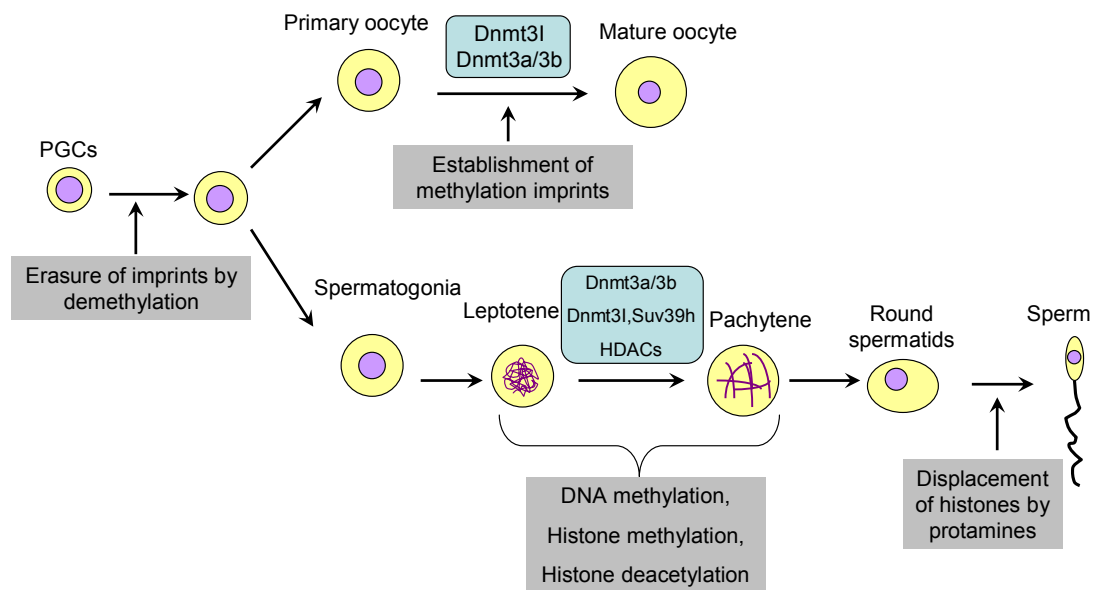 Primary oocyte
Dnmt3l
Dnmt3a/3b
Mature oocyte
Establishment of
methylation imprints
PGCs
Erasure of imprints by
demethylation
Spermatogonia
Leptotene
Dnmt3a/3b
Dnmt3l,Suv39h
HDACs
Pachytene
Round
spermatids
Sperm
DNA methylation,
Histone methylation,
Histone deacetylation
Displacement
of histones by
protamines